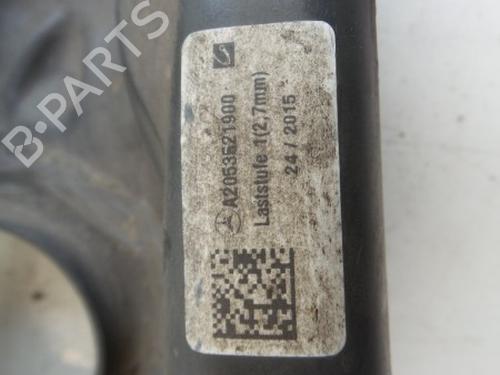 A2053521900
Laststufe 1(2,7mm)
24 / 2015
B-PARTS